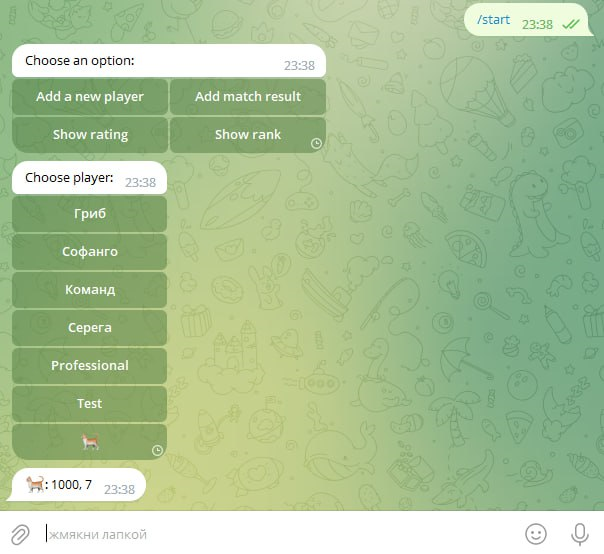 /start 23:38
Choose an option: 23:38
Add a new player Add match result
Show rating Show rank
Choose player: 23:38
Гриб
Софанго
Команд
Серега
Professional
Test
🐈
🐈: 1000, 7 23:38
жмякни лапкой